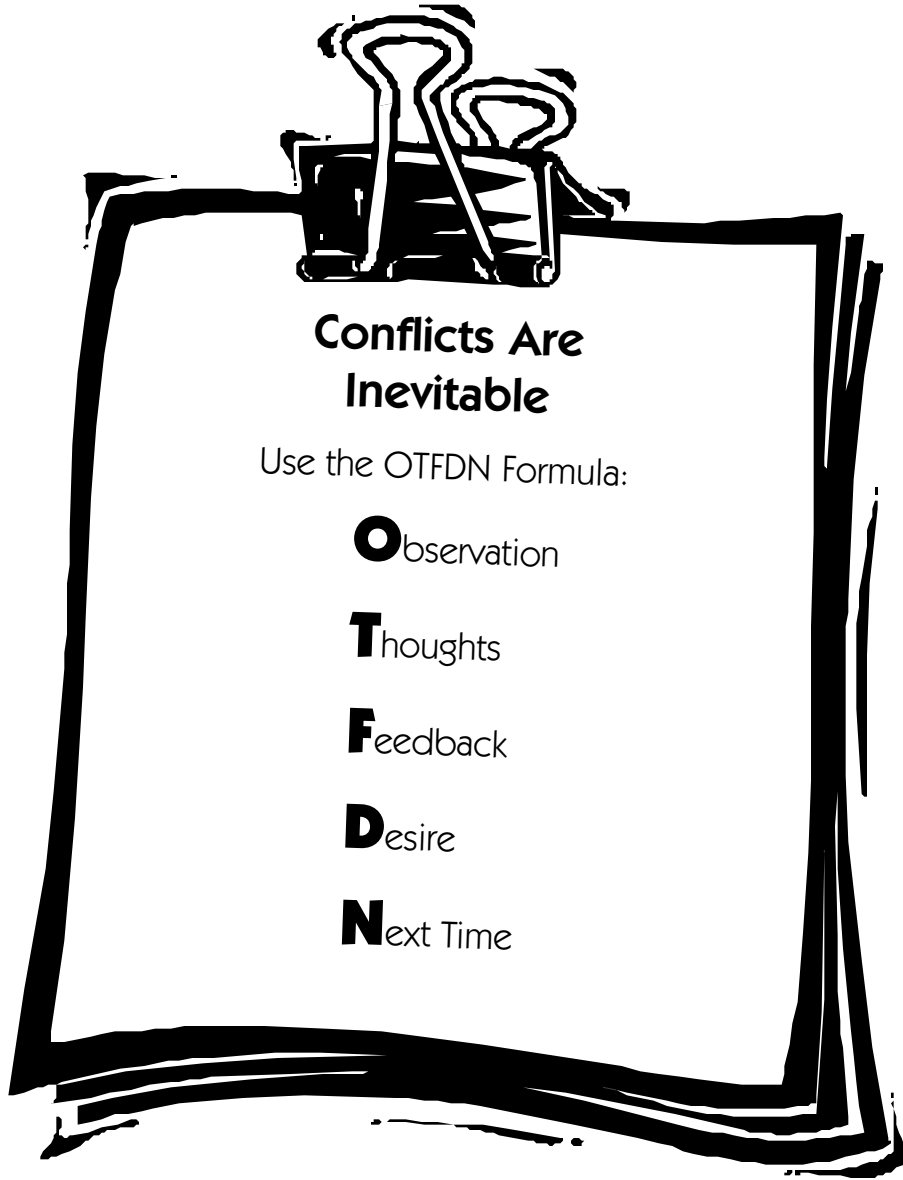 Conflicts Are
Inevitable
Use the OTFDN Formula:
Observation
Thoughts
Feedback
Desire
Next Time